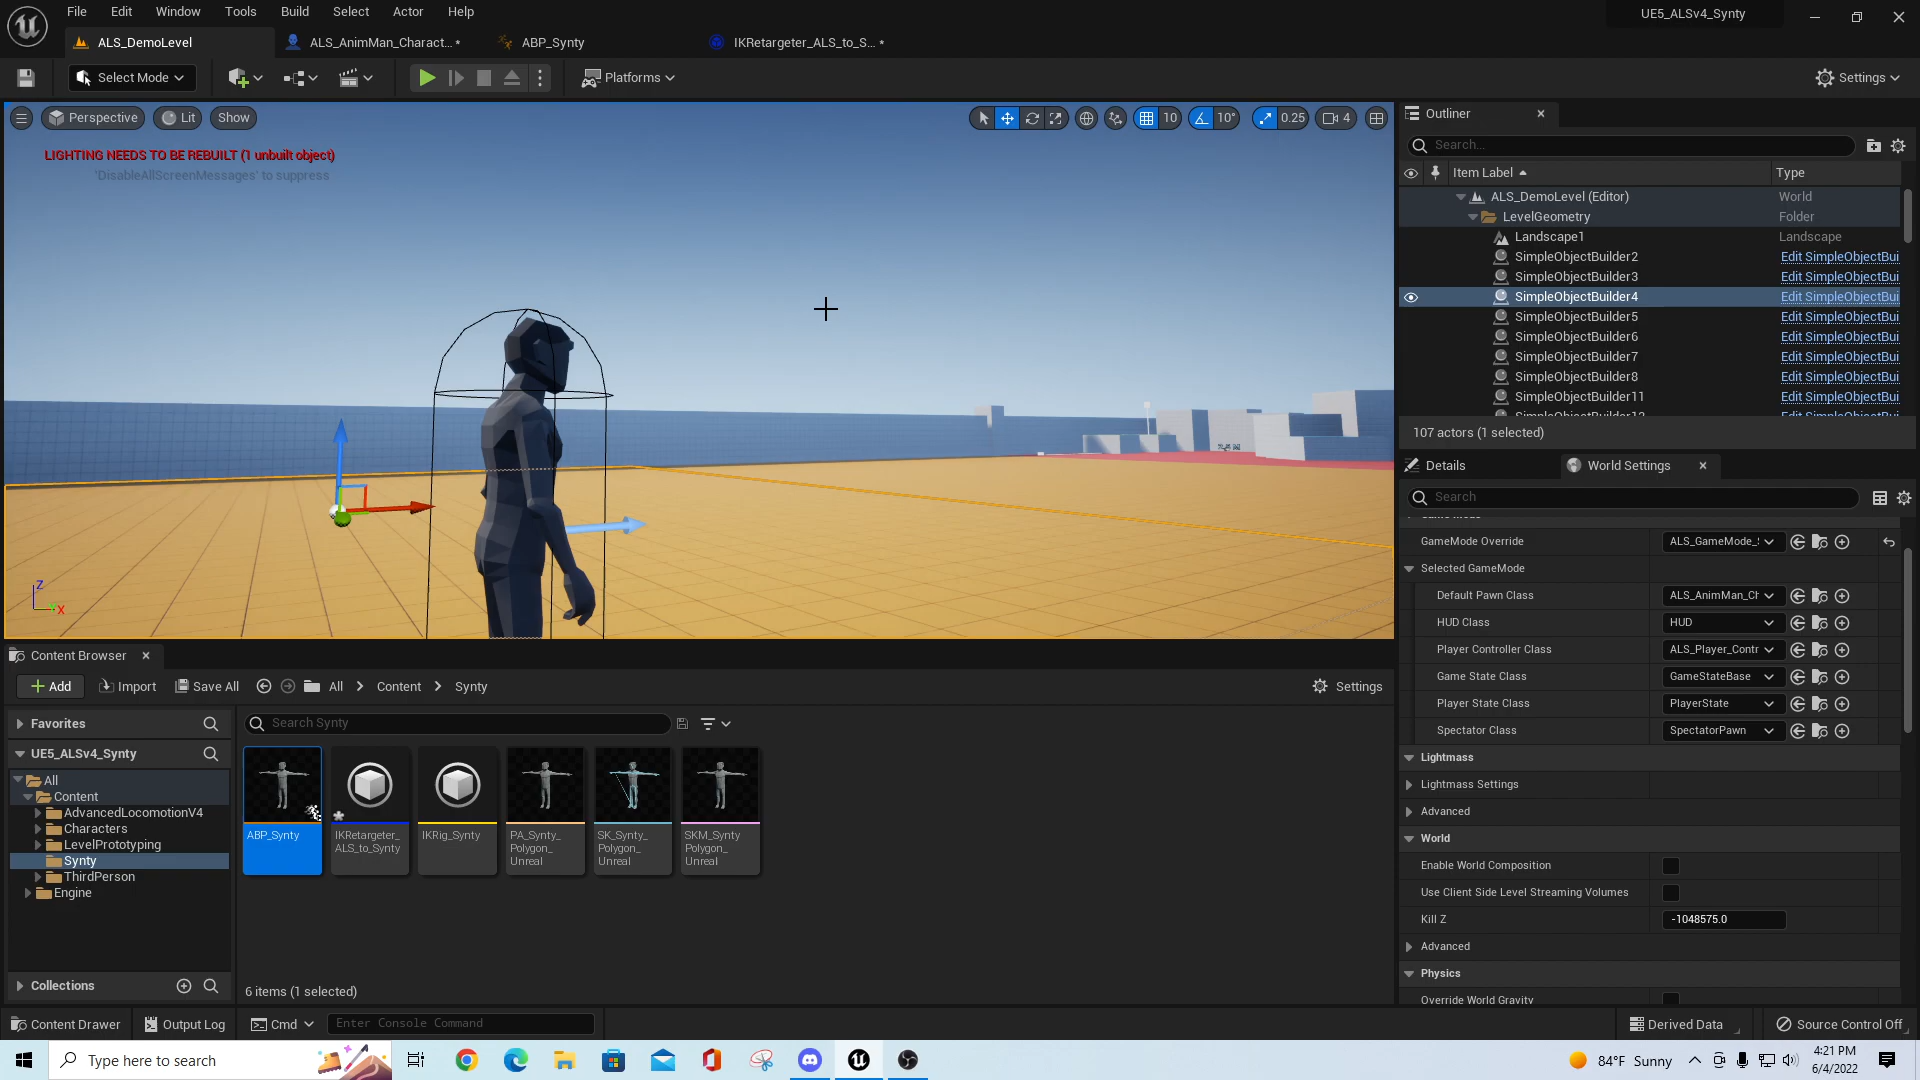 File Edit Window Tools Build Select Actor Help
UE5_ALSv4_Synty
ALS_DemoLevel
ALS_AnimMan_Charact... *
ABP_Synty
IKRetargeter_ALS_to_S... *
Select Mode
Platforms
Settings
Perspective
Lit
Show
10
10°
0.25
4
LIGHTING NEEDS TO BE REBUILT (1 unbuilt object)
'DisableAllScreenMessages' to suppress
Z
X
Outliner
Search...
Item Label
Type
ALS_DemoLevel (Editor) World
LevelGeometry Folder
Landscape1 Landscape
SimpleObjectBuilder2 Edit SimpleObjectBui
SimpleObjectBuilder3 Edit SimpleObjectBui
SimpleObjectBuilder4 Edit SimpleObjectBui
SimpleObjectBuilder5 Edit SimpleObjectBui
SimpleObjectBuilder6 Edit SimpleObjectBui
SimpleObjectBuilder7 Edit SimpleObjectBui
SimpleObjectBuilder8 Edit SimpleObjectBui
SimpleObjectBuilder11 Edit SimpleObjectBui
107 actors (1 selected)
Details
World Settings
Search
GameMode Override ALS_GameMode_
Selected GameMode
Default Pawn Class ALS_AnimMan_Ch
HUD Class HUD
Player Controller Class ALS_Player_Contr
Game State Class GameStateBase
Player State Class PlayerState
Spectator Class SpectatorPawn
Lightmass
Lightmass Settings
Advanced
World
Enable World Composition
Use Client Side Level Streaming Volumes
Kill Z -1048575.0
Advanced
Physics
Override World Gravity
Content Browser
Add
Import
Save All
All
Content
Synty
Settings
Favorites
UE5_ALSv4_Synty
All
Content
AdvancedLocomotionV4
Characters
LevelPrototyping
Synty
ThirdPerson
Engine
Collections
Search Synty
ABP_Synty
IKRetargeter_
ALS_to_Synty
IKRig_Synty
PA_Synty_
Polygon_
Unreal
SK_Synty_
Polygon_
Unreal
SKM_Synty
Polygon_
Unreal
6 items (1 selected)
Content Drawer
Output Log
Cmd
Enter Console Command
Derived Data
Source Control Off
Type here to search
84°F Sunny
4:21 PM
6/4/2022